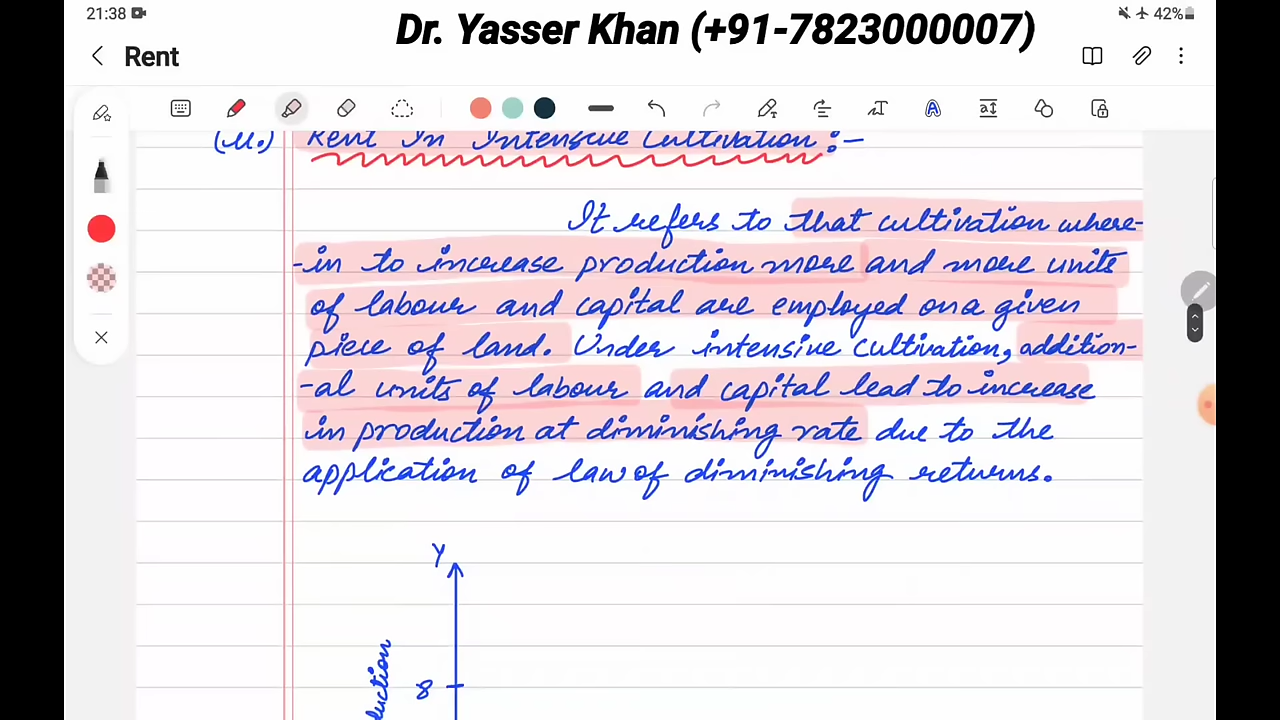 21:38
42%
Dr. Yasser Khan (+91-7823000007)
Rent
(ii.) Rent In Intensive Cultivation :-
It refers to that cultivation where-
-in to increase production more and more units
of labour and capital are employed on a given
piece of land. Under intensive cultivation, addition-
-al units of labour and capital lead to increase
in production at diminishing rate due to the
application of law of diminishing returns.
Y
8